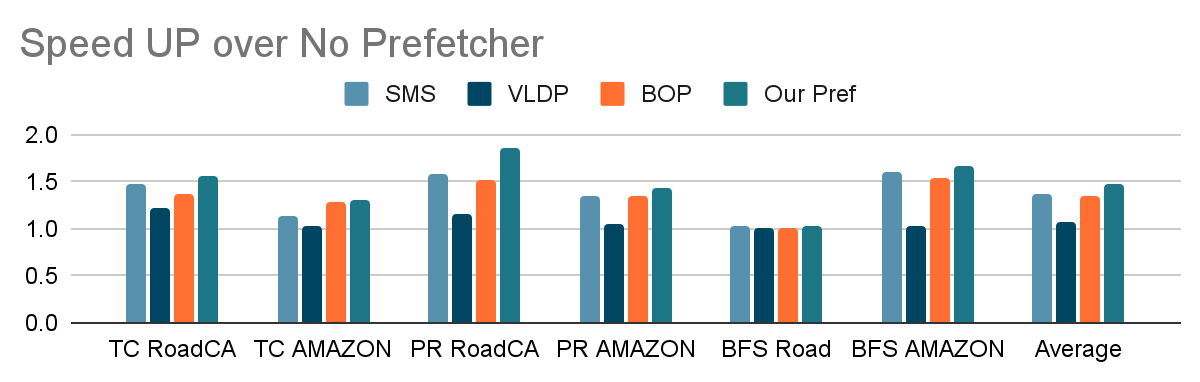 Speed UP over No Prefetcher
SMS VLDP BOP Our Pref
2.0
1.5
1.0
0.5
0.0
TC RoadCA TC AMAZON PR RoadCA PR AMAZON BFS Road BFS AMAZON Average